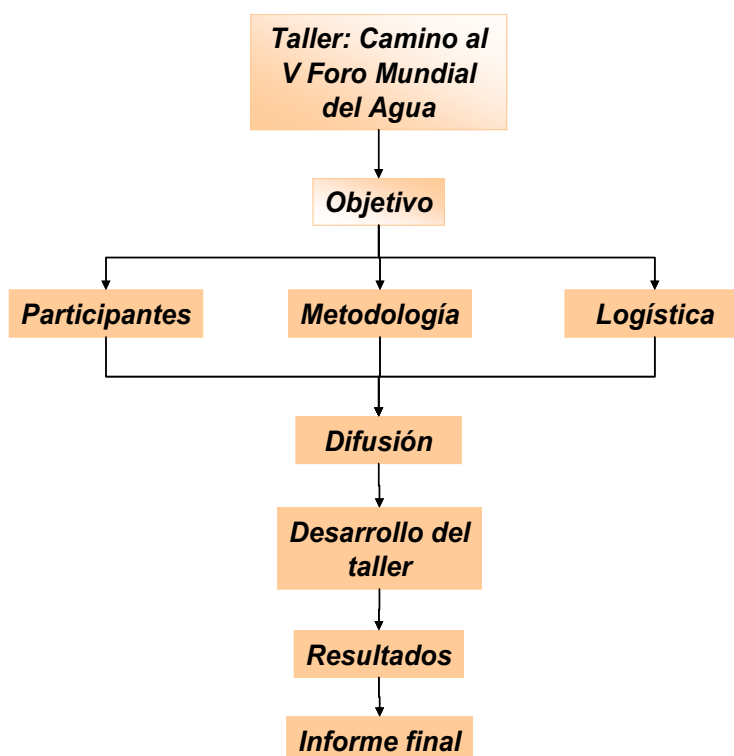 Taller: Camino al
V Foro Mundial
del Agua
Objetivo
Participantes
Metodología
Logística
Difusión
Desarrollo del
taller
Resultados
Informe final